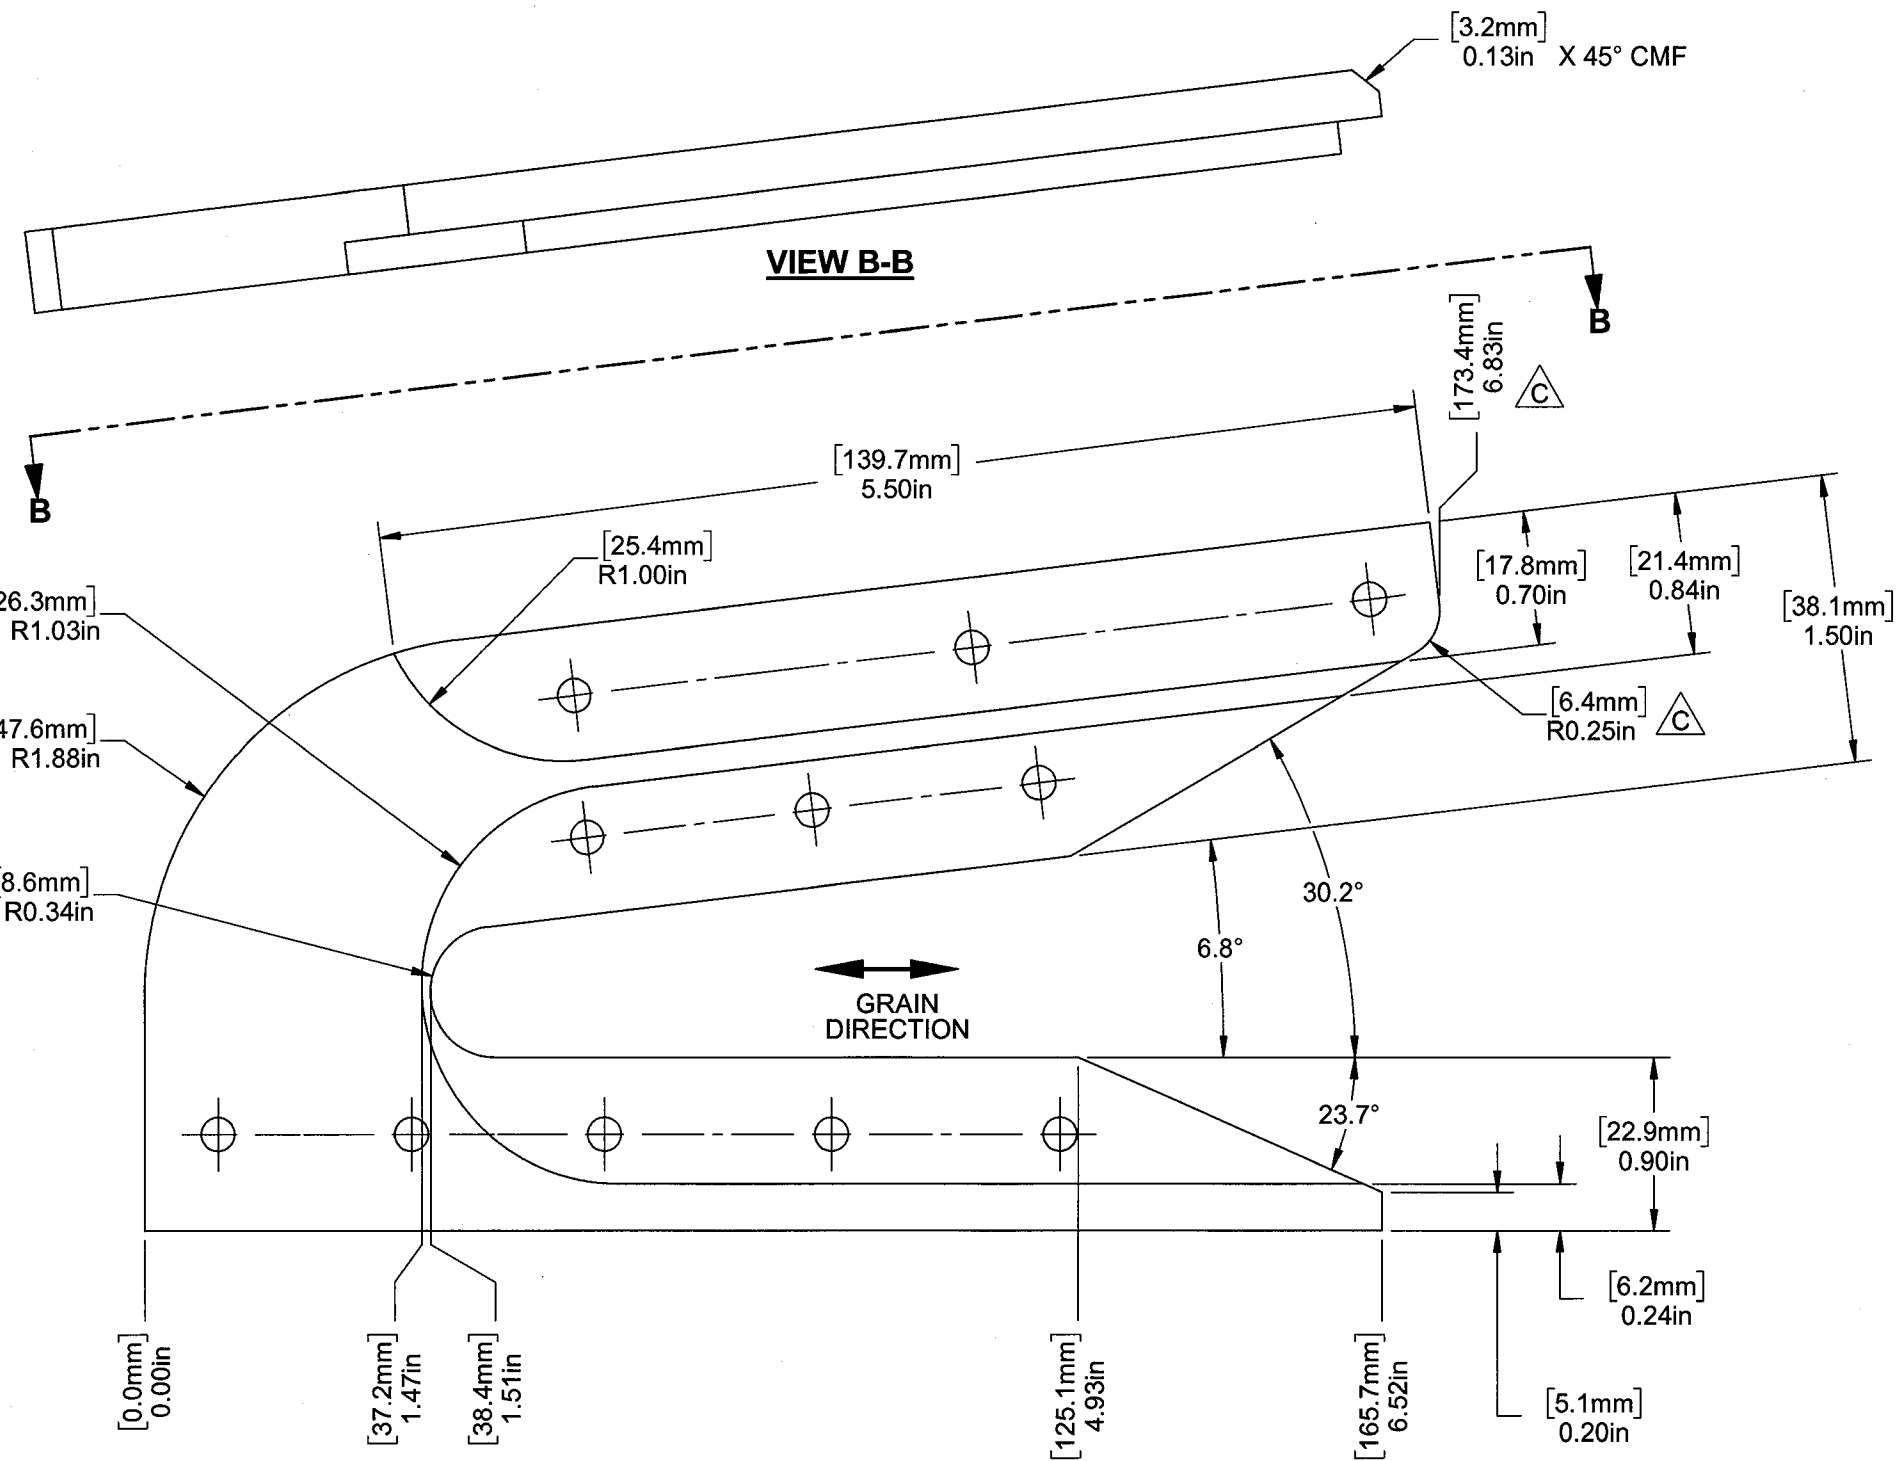 [3.2mm]
0.13in X 45° CMF
VIEW B-B
B
B
[173.4mm]
6.83in
C
[139.7mm]
5.50in
[25.4mm]
R1.00in
26.3mm]
R1.03in
[17.8mm]
0.70in
[21.4mm]
0.84in
[38.1mm]
1.50in
[6.4mm]
R0.25in
C
47.6mm]
R1.88in
[8.6mm]
R0.34in
30.2°
6.8°
GRAIN
DIRECTION
23.7°
[22.9mm]
0.90in
[6.2mm]
0.24in
[5.1mm]
0.20in
[0.0mm]
0.00in
[37.2mm]
1.47in
[38.4mm]
1.51in
[125.1mm]
4.93in
[165.7mm]
6.52in